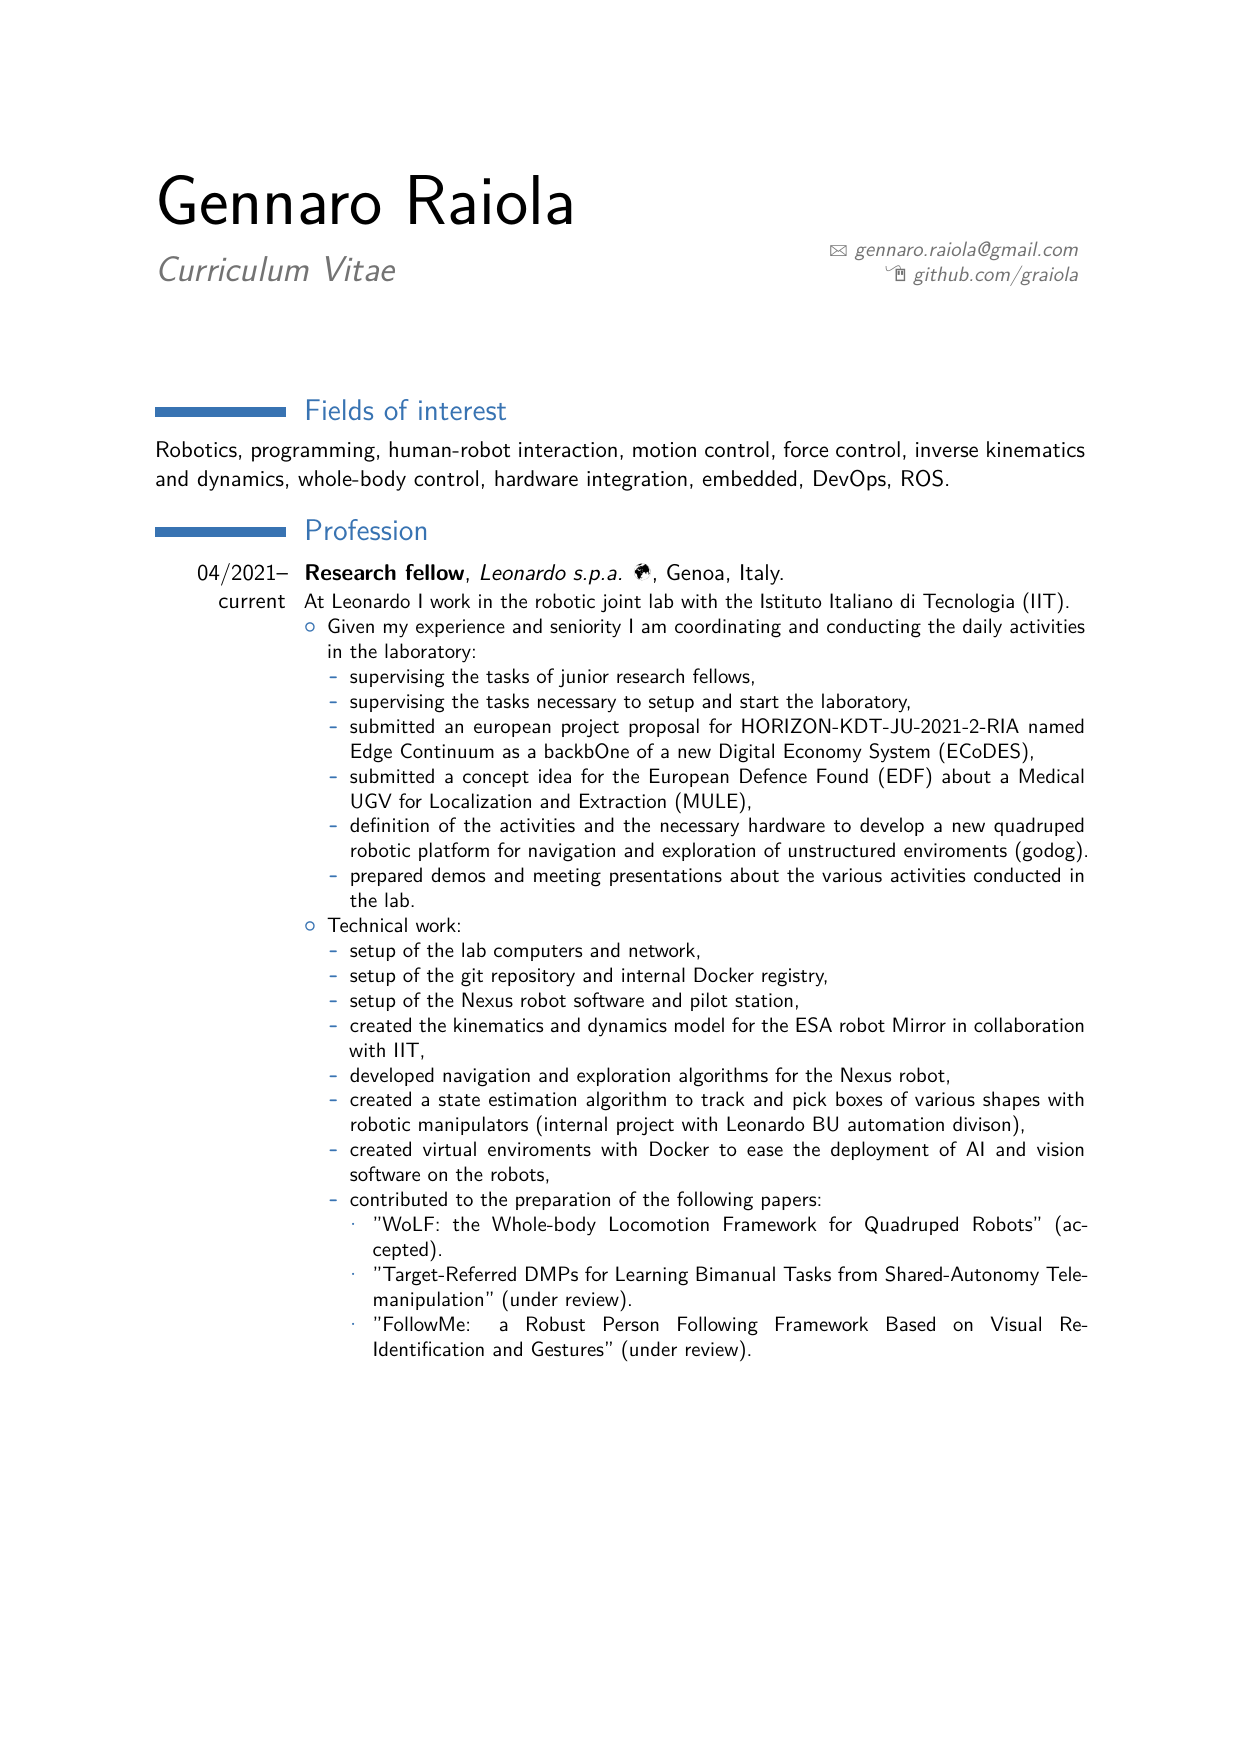 Gennaro Raiola
Curriculum Vitae
gennaro.raiola@gmail.com
github.com/graiola
Fields of interest
Robotics, programming, human-robot interaction, motion control, force control, inverse kinematics
and dynamics, whole-body control, hardware integration, embedded, DevOps, ROS.
Profession
04/2021–
current
Research fellow, Leonardo s.p.a. , Genoa, Italy.
At Leonardo I work in the robotic joint lab with the Istituto Italiano di Tecnologia (IIT).
○ Given my experience and seniority I am coordinating and conducting the daily activities
in the laboratory:
- supervising the tasks of junior research fellows,
- supervising the tasks necessary to setup and start the laboratory,
- submitted an european project proposal for HORIZON-KDT-JU-2021-2-RIA named
Edge Continuum as a backbOne of a new Digital Economy System (ECoDES),
- submitted a concept idea for the European Defence Found (EDF) about a Medical
UGV for Localization and Extraction (MULE),
- definition of the activities and the necessary hardware to develop a new quadruped
robotic platform for navigation and exploration of unstructured enviroments (godog).
- prepared demos and meeting presentations about the various activities conducted in
the lab.
○ Technical work:
- setup of the lab computers and network,
- setup of the git repository and internal Docker registry,
- setup of the Nexus robot software and pilot station,
- created the kinematics and dynamics model for the ESA robot Mirror in collaboration
with IIT,
- developed navigation and exploration algorithms for the Nexus robot,
- created a state estimation algorithm to track and pick boxes of various shapes with
robotic manipulators (internal project with Leonardo BU automation divison),
- created virtual enviroments with Docker to ease the deployment of AI and vision
software on the robots,
- contributed to the preparation of the following papers:
· ”WoLF: the Whole-body Locomotion Framework for Quadruped Robots” (ac-
cepted).
· ”Target-Referred DMPs for Learning Bimanual Tasks from Shared-Autonomy Tele-
manipulation” (under review).
· ”FollowMe: a Robust Person Following Framework Based on Visual Re-
Identification and Gestures” (under review).